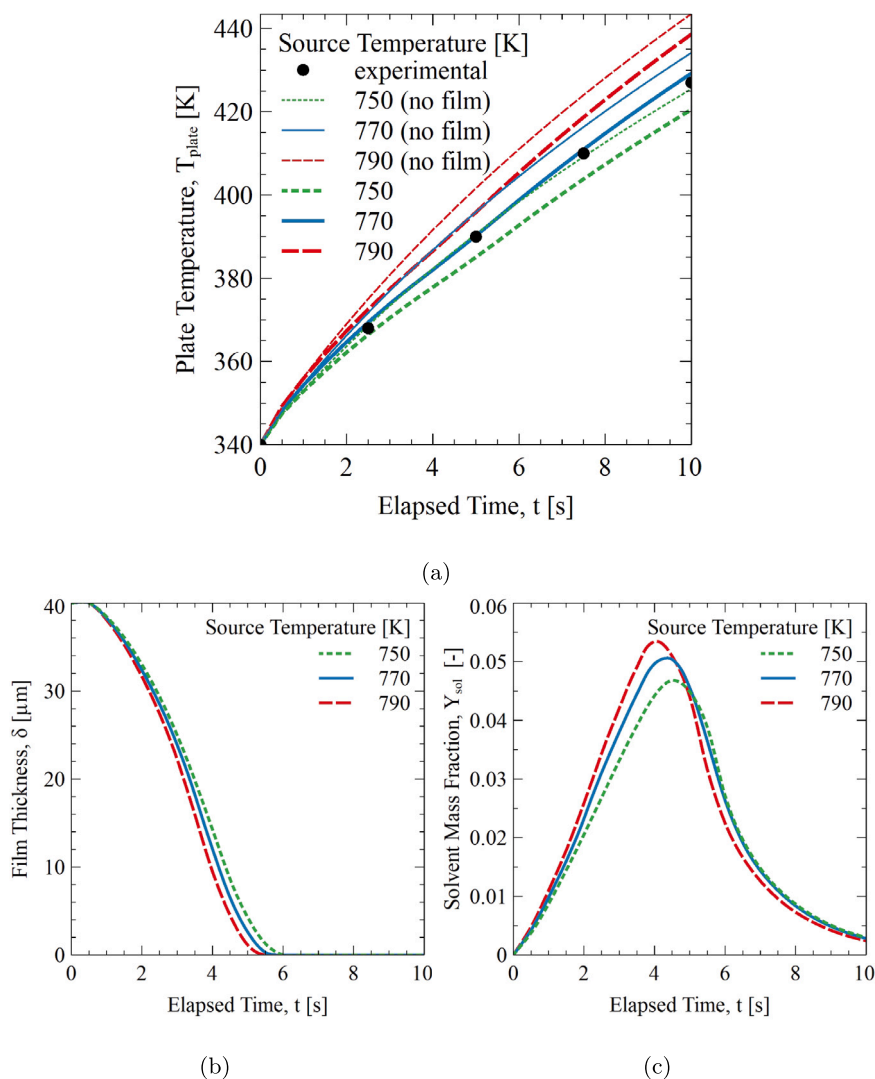 440
420
400
380
360
340
Plate Temperature, T_plate [K]
Source Temperature [K]
experimental
750 (no film)
770 (no film)
790 (no film)
750
770
790
0 2 4 6 8 10
Elapsed Time, t [s]
(a)
40
30
20
10
0
Film Thickness, δ [µm]
Source Temperature [K]
750
770
790
0 2 4 6 8 10
Elapsed Time, t [s]
(b)
0.06
0.05
0.04
0.03
0.02
0.01
0
Solvent Mass Fraction, Y_sol [-]
Source Temperature [K]
750
770
790
0 2 4 6 8 10
Elapsed Time, t [s]
(c)